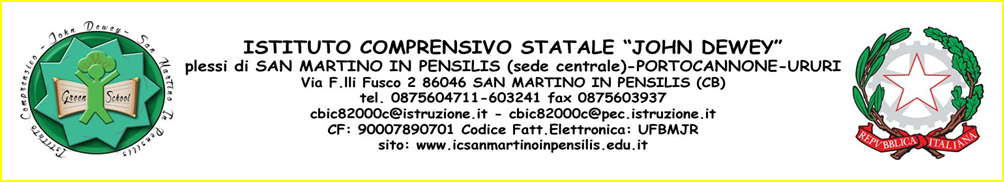 ISTITUTO COMPRENSIVO STATALE “JOHN DEWEY”
plessi di SAN MARTINO IN PENSILIS (sede centrale)-PORTOCANNONE-URURI
Via F.lli Fusco 2 86046 SAN MARTINO IN PENSILIS (CB)
tel. 0875604711-603241 fax 0875603937
cbic82000c@istruzione.it - cbic82000c@pec.istruzione.it
CF: 90007890701 Codice Fatt.Elettronica: UFBMJR
sito: www.icsanmartinoinpensilis.edu.it
Istituto Comprensivo - John Dewey - San Martino In Pensilis
Green School
REPVBBLICA ITALIANA